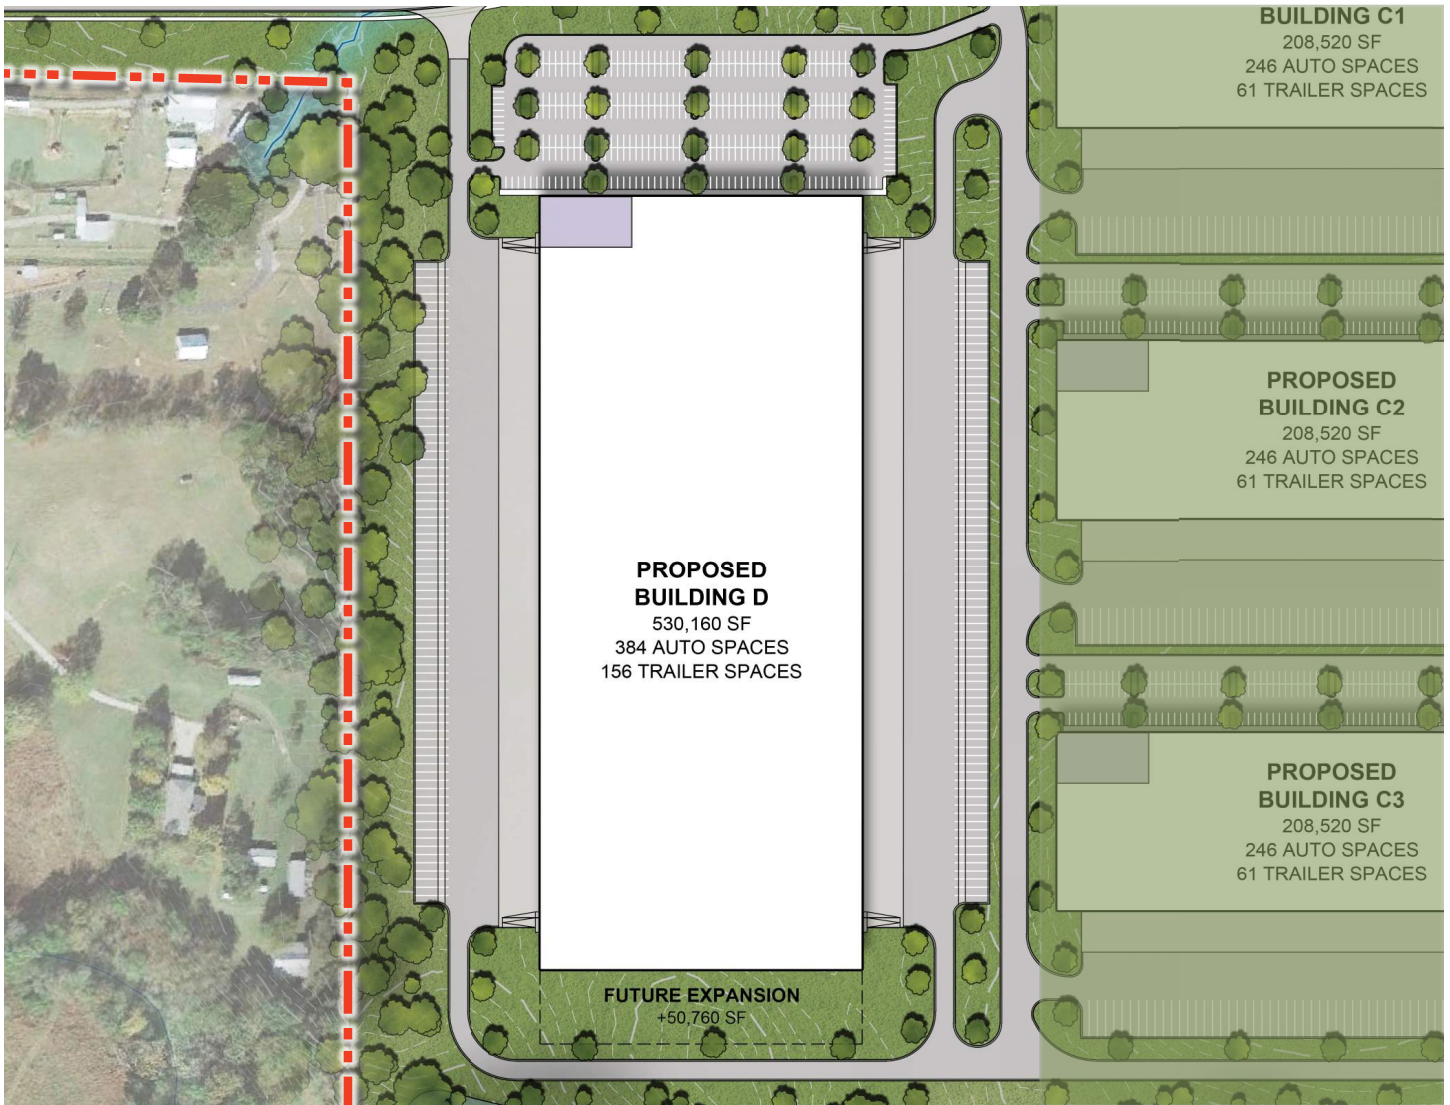 BUILDING C1
208,520 SF
246 AUTO SPACES
61 TRAILER SPACES
PROPOSED
BUILDING C2
208,520 SF
246 AUTO SPACES
61 TRAILER SPACES
PROPOSED
BUILDING D
530,160 SF
384 AUTO SPACES
156 TRAILER SPACES
PROPOSED
BUILDING C3
208,520 SF
246 AUTO SPACES
61 TRAILER SPACES
FUTURE EXPANSION
+50,760 SF